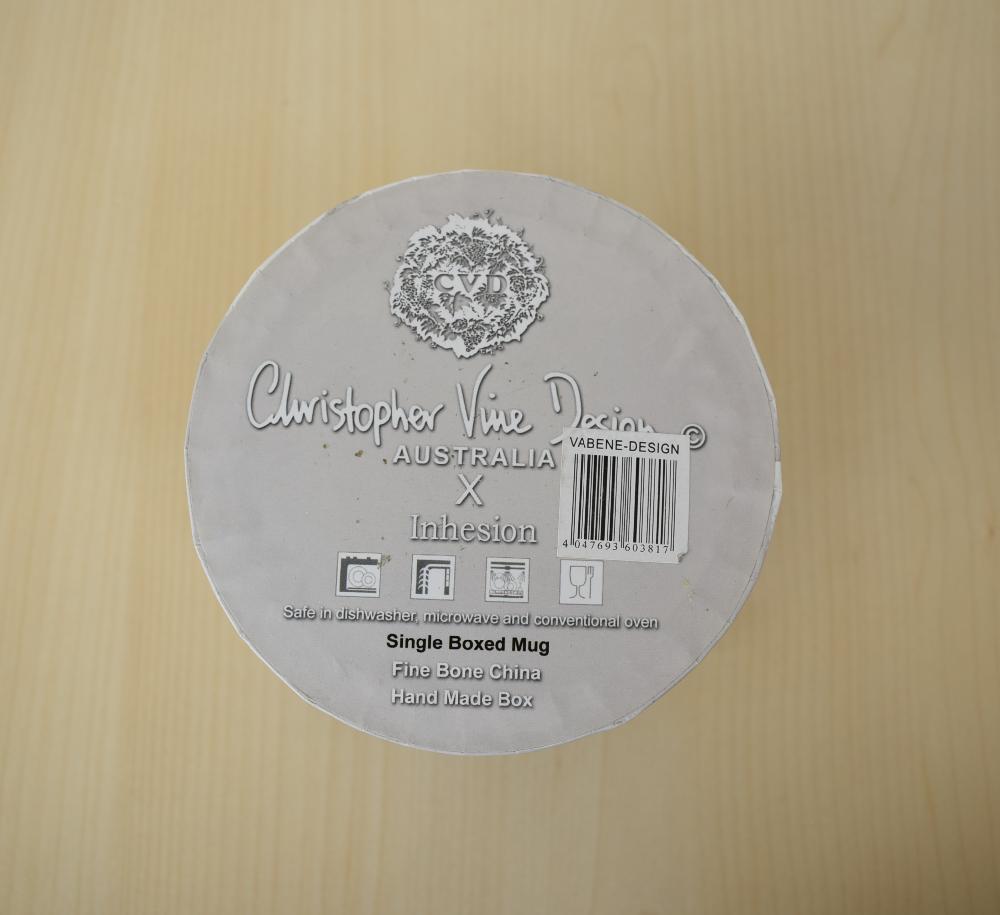 CVD
Christopher Vine Design ©
AUSTRALIA
VABENE-DESIGN
X
Inhesion
4 047693 603817
Safe in dishwasher, microwave and conventional oven
Single Boxed Mug
Fine Bone China
Hand Made Box